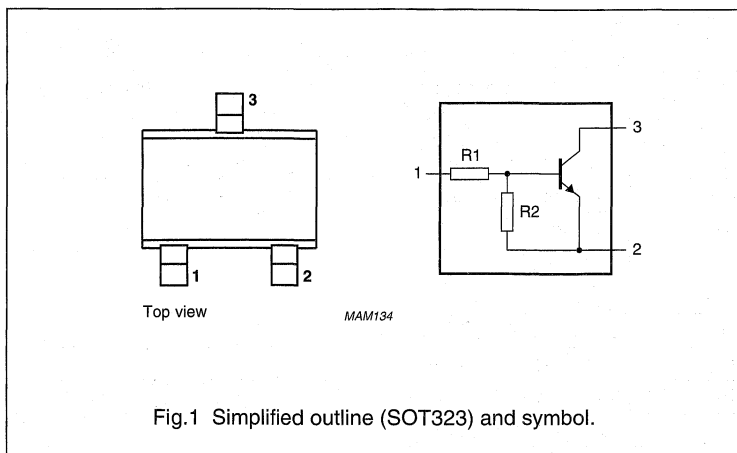 3
1
2
Top view
MAM134
1
R1
R2
3
2
Fig.1 Simplified outline (SOT323) and symbol.